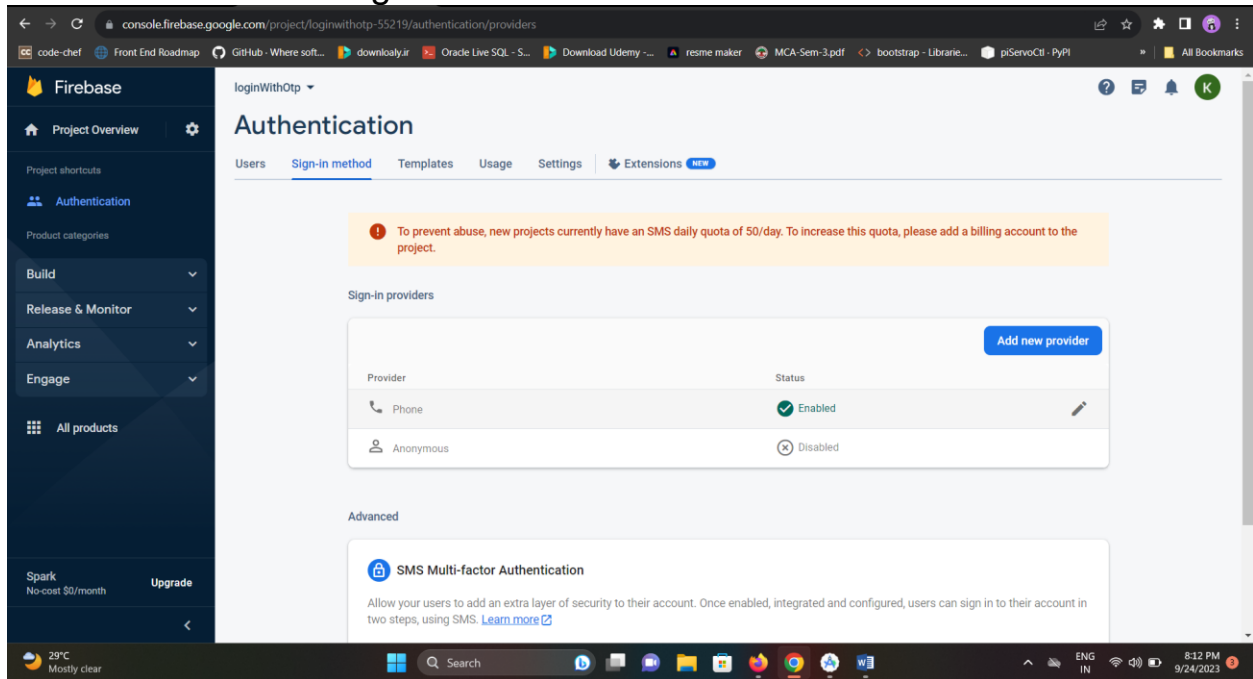 console.firebase.google.com/project/loginwithotp-55219/authentication/providers
code-chef Front End Roadmap GitHub - Where soft... downloaly.ir Oracle Live SQL - S... Download Udemy -... resme maker MCA-Sem-3.pdf bootstrap - Librarie... piServoCtl · PyPI » All Bookmarks
Firebase
loginWithOtp
K
Project Overview
Authentication
Users Sign-in method Templates Usage Settings Extensions NEW
Project shortcuts
Authentication
Product categories
Build
Release & Monitor
Analytics
Engage
All products
To prevent abuse, new projects currently have an SMS daily quota of 50/day. To increase this quota, please add a billing account to the
project.
Sign-in providers
Add new provider
Provider Status
Phone Enabled
Anonymous Disabled
Advanced
SMS Multi-factor Authentication
Allow your users to add an extra layer of security to their account. Once enabled, integrated and configured, users can sign in to their account in
two steps, using SMS. Learn more
Spark
No-cost $0/month
Upgrade
29°C
Mostly clear
Search
ENG
IN
8:12 PM
9/24/2023
3